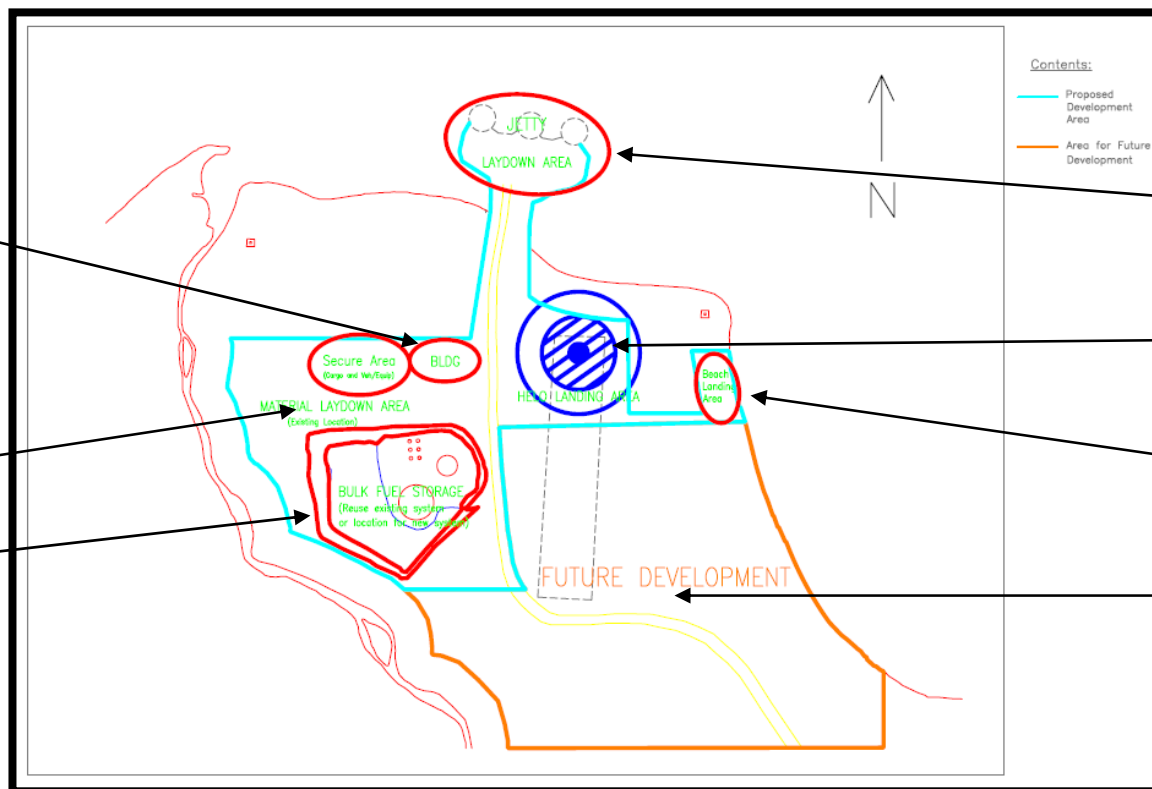 Contents:
Proposed
Development
Area
Area for Future
Development
N
JETTY
LAYDOWN AREA
Secure Area
(Cargo and Veh/Equip)
BLDG
MATERIAL LAYDOWN AREA
(Existing Location)
HELO LANDING AREA
Beach
Landing
Area
BULK FUEL STORAGE
(Reuse existing system
or location for new system)
FUTURE DEVELOPMENT